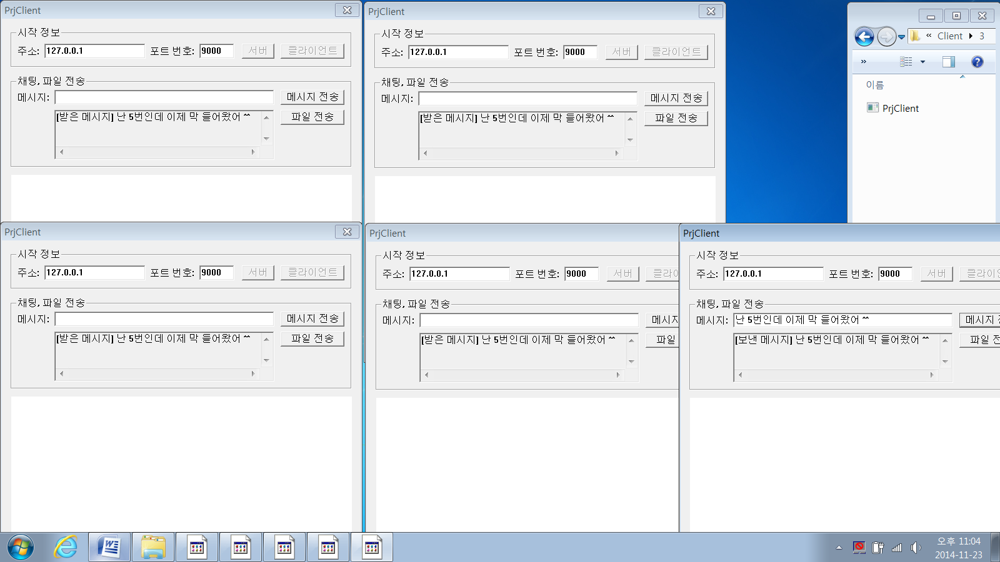 PrjClient
시작 정보
주소: 127.0.0.1 포트 번호: 9000 서버 클라이언트
채팅, 파일 전송
메시지: 메시지 전송
[받은 메시지] 난 5번인데 이제 막 들어왔어 ^^ 파일 전송
PrjClient
시작 정보
주소: 127.0.0.1 포트 번호: 9000 서버 클라이언트
채팅, 파일 전송
메시지: 메시지 전송
[받은 메시지] 난 5번인데 이제 막 들어왔어 ^^ 파일 전송
« Client 3
»
이름
PrjClient
PrjClient
시작 정보
주소: 127.0.0.1 포트 번호: 9000 서버 클라이언트
채팅, 파일 전송
메시지: 메시지 전송
[받은 메시지] 난 5번인데 이제 막 들어왔어 ^^ 파일 전송
PrjClient
시작 정보
주소: 127.0.0.1 포트 번호: 9000 서버 클라이
채팅, 파일 전송
메시지: 메시지
[받은 메시지] 난 5번인데 이제 막 들어왔어 ^^ 파일
PrjClient
시작 정보
주소: 127.0.0.1 포트 번호: 9000 서버 클라이언
채팅, 파일 전송
메시지: 난 5번인데 이제 막 들어왔어 ^^ 메시지 전
[보낸 메시지] 난 5번인데 이제 막 들어왔어 ^^ 파일 전
오후 11:04
2014-11-23